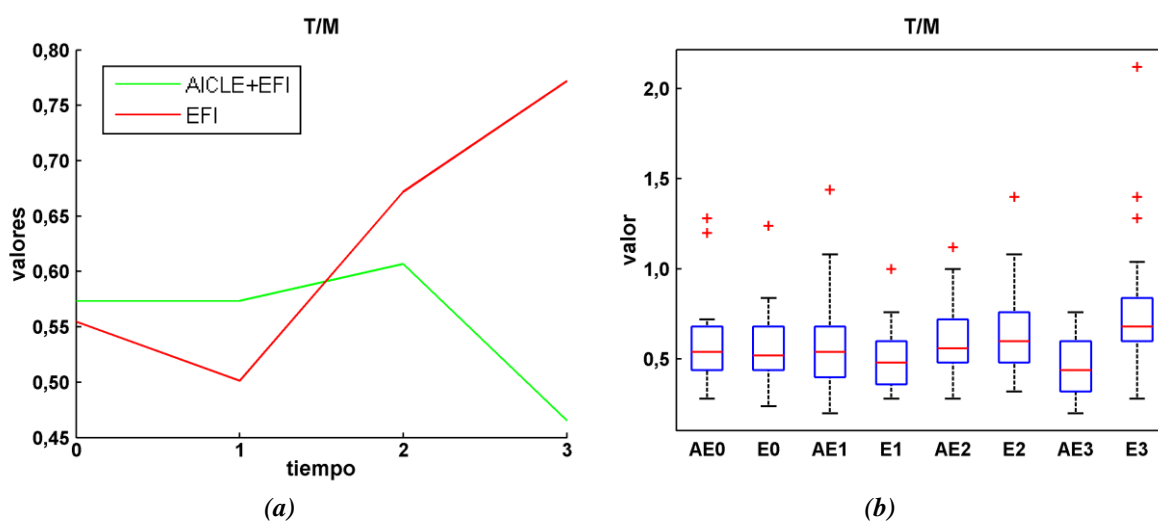 T/M
0,80
0,75
0,70
0,65
0,60
0,55
0,50
0,45
valores
AICLE+EFI
EFI
0 1 2 3
tiempo
(a)
T/M
2,0
1,5
1,0
0,5
valor
AE0 E0 AE1 E1 AE2 E2 AE3 E3
(b)